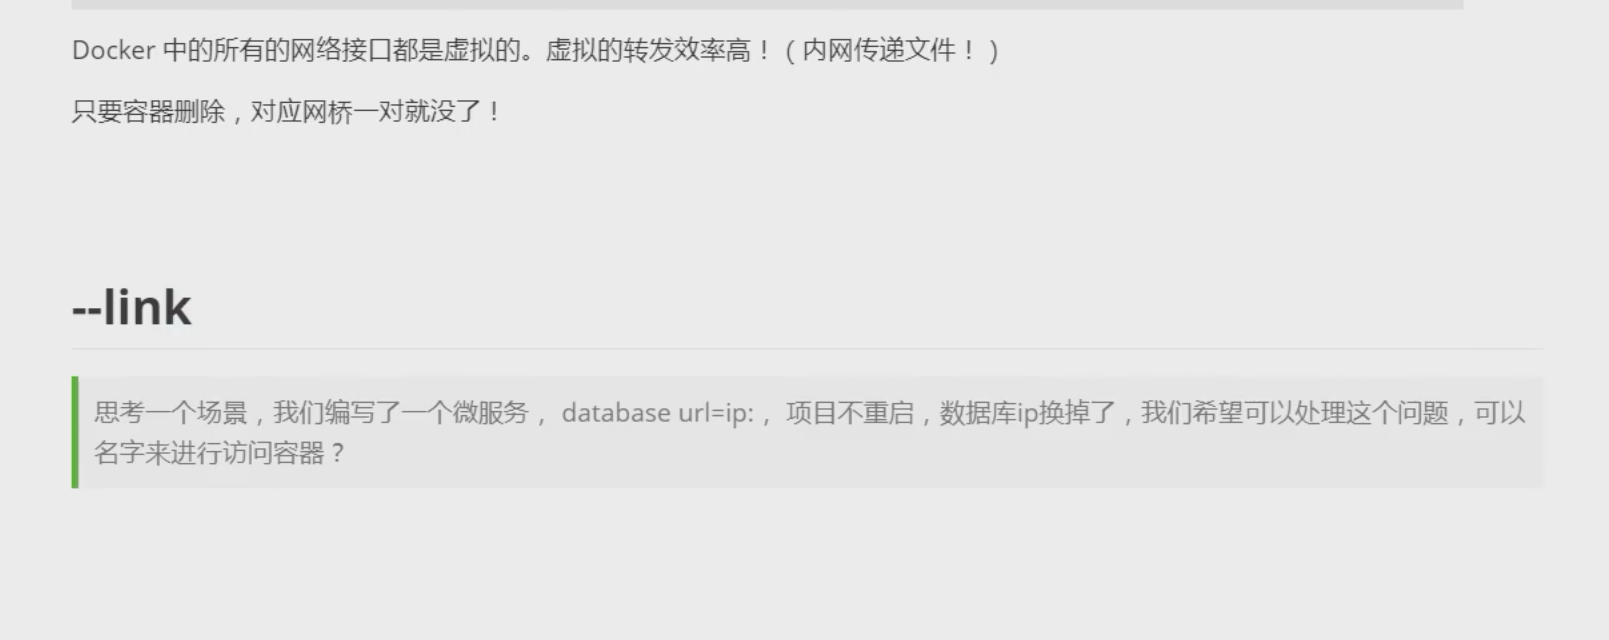 Docker 中的所有的网络接口都是虚拟的。虚拟的转发效率高！（内网传递文件！）
只要容器删除，对应网桥一对就没了！
--link
思考一个场景，我们编写了一个微服务， database url=ip:， 项目不重启，数据库ip换掉了，我们希望可以处理这个问题，可以
名字来进行访问容器？